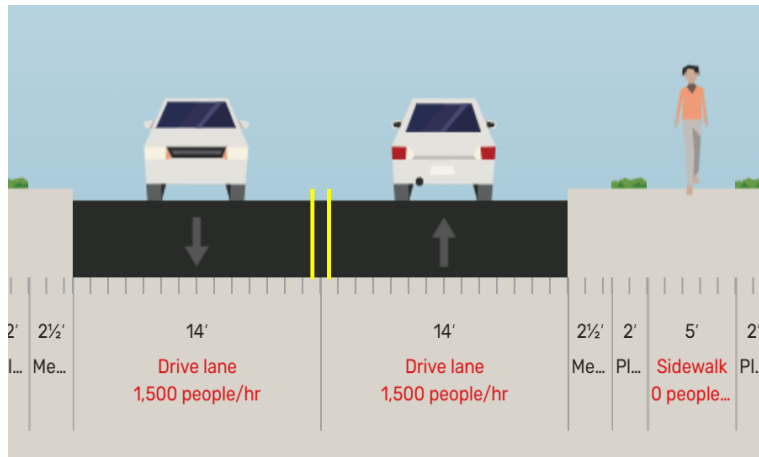 2′
2½′
14′
14′
2½′
2′
5′
2′
l...
Me...
Drive lane
Drive lane
Me...
Pl...
Sidewalk
Pl...
1,500 people/hr
1,500 people/hr
0 people...